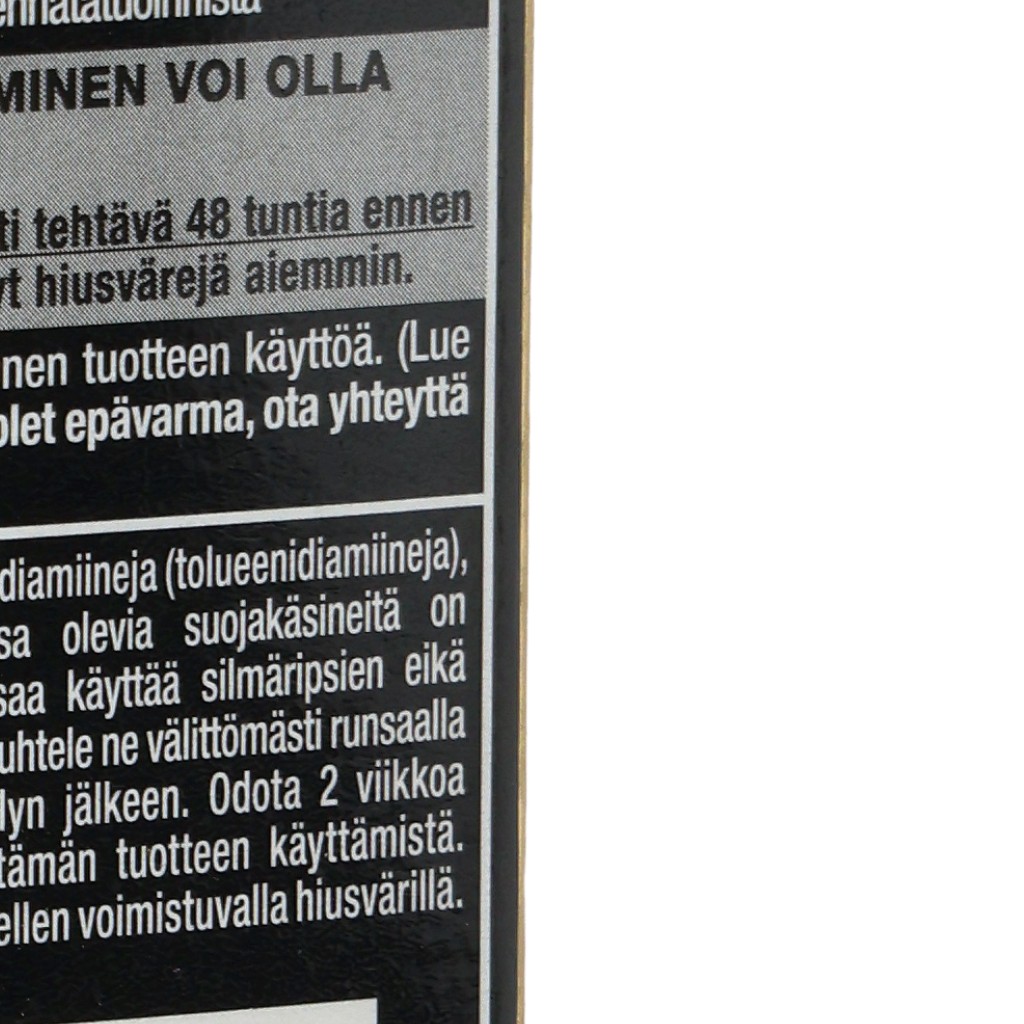 ennatatuoinnista
MINEN VOI OLLA
ti tehtävä 48 tuntia ennen
yt hiusvärejä aiemmin.
nen tuotteen käyttöä. (Lue
olet epävarma, ota yhteyttä
diamiineja (tolueenidiamiineja),
sa olevia suojakäsineitä on
saa käyttää silmäripsien eikä
uhtele ne välittömästi runsaalla
lyn jälkeen. Odota 2 viikkoa
tämän tuotteen käyttämistä.
ellen voimistuvalla hiusvärillä.